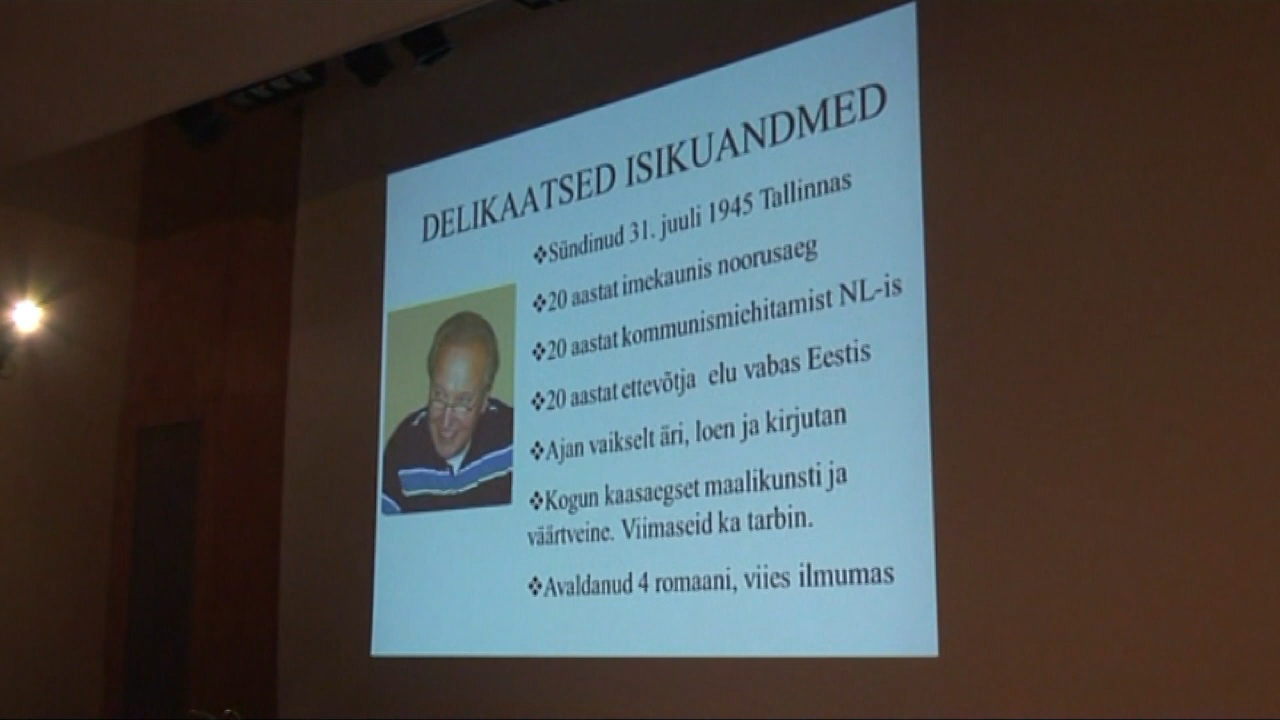 DELIKAATSED ISIKUANDMED
❖Sündinud 31. juuli 1945 Tallinnas
❖20 aastat imekaunis noorusaeg
❖20 aastat kommunismiehitamist NL-is
❖20 aastat ettevõtja elu vabas Eestis
❖Ajan vaikselt äri, loen ja kirjutan
❖Kogun kaasaegset maalikunsti ja
väärtveine. Viimaseid ka tarbin.
❖Avaldanud 4 romaani, viies ilmumas